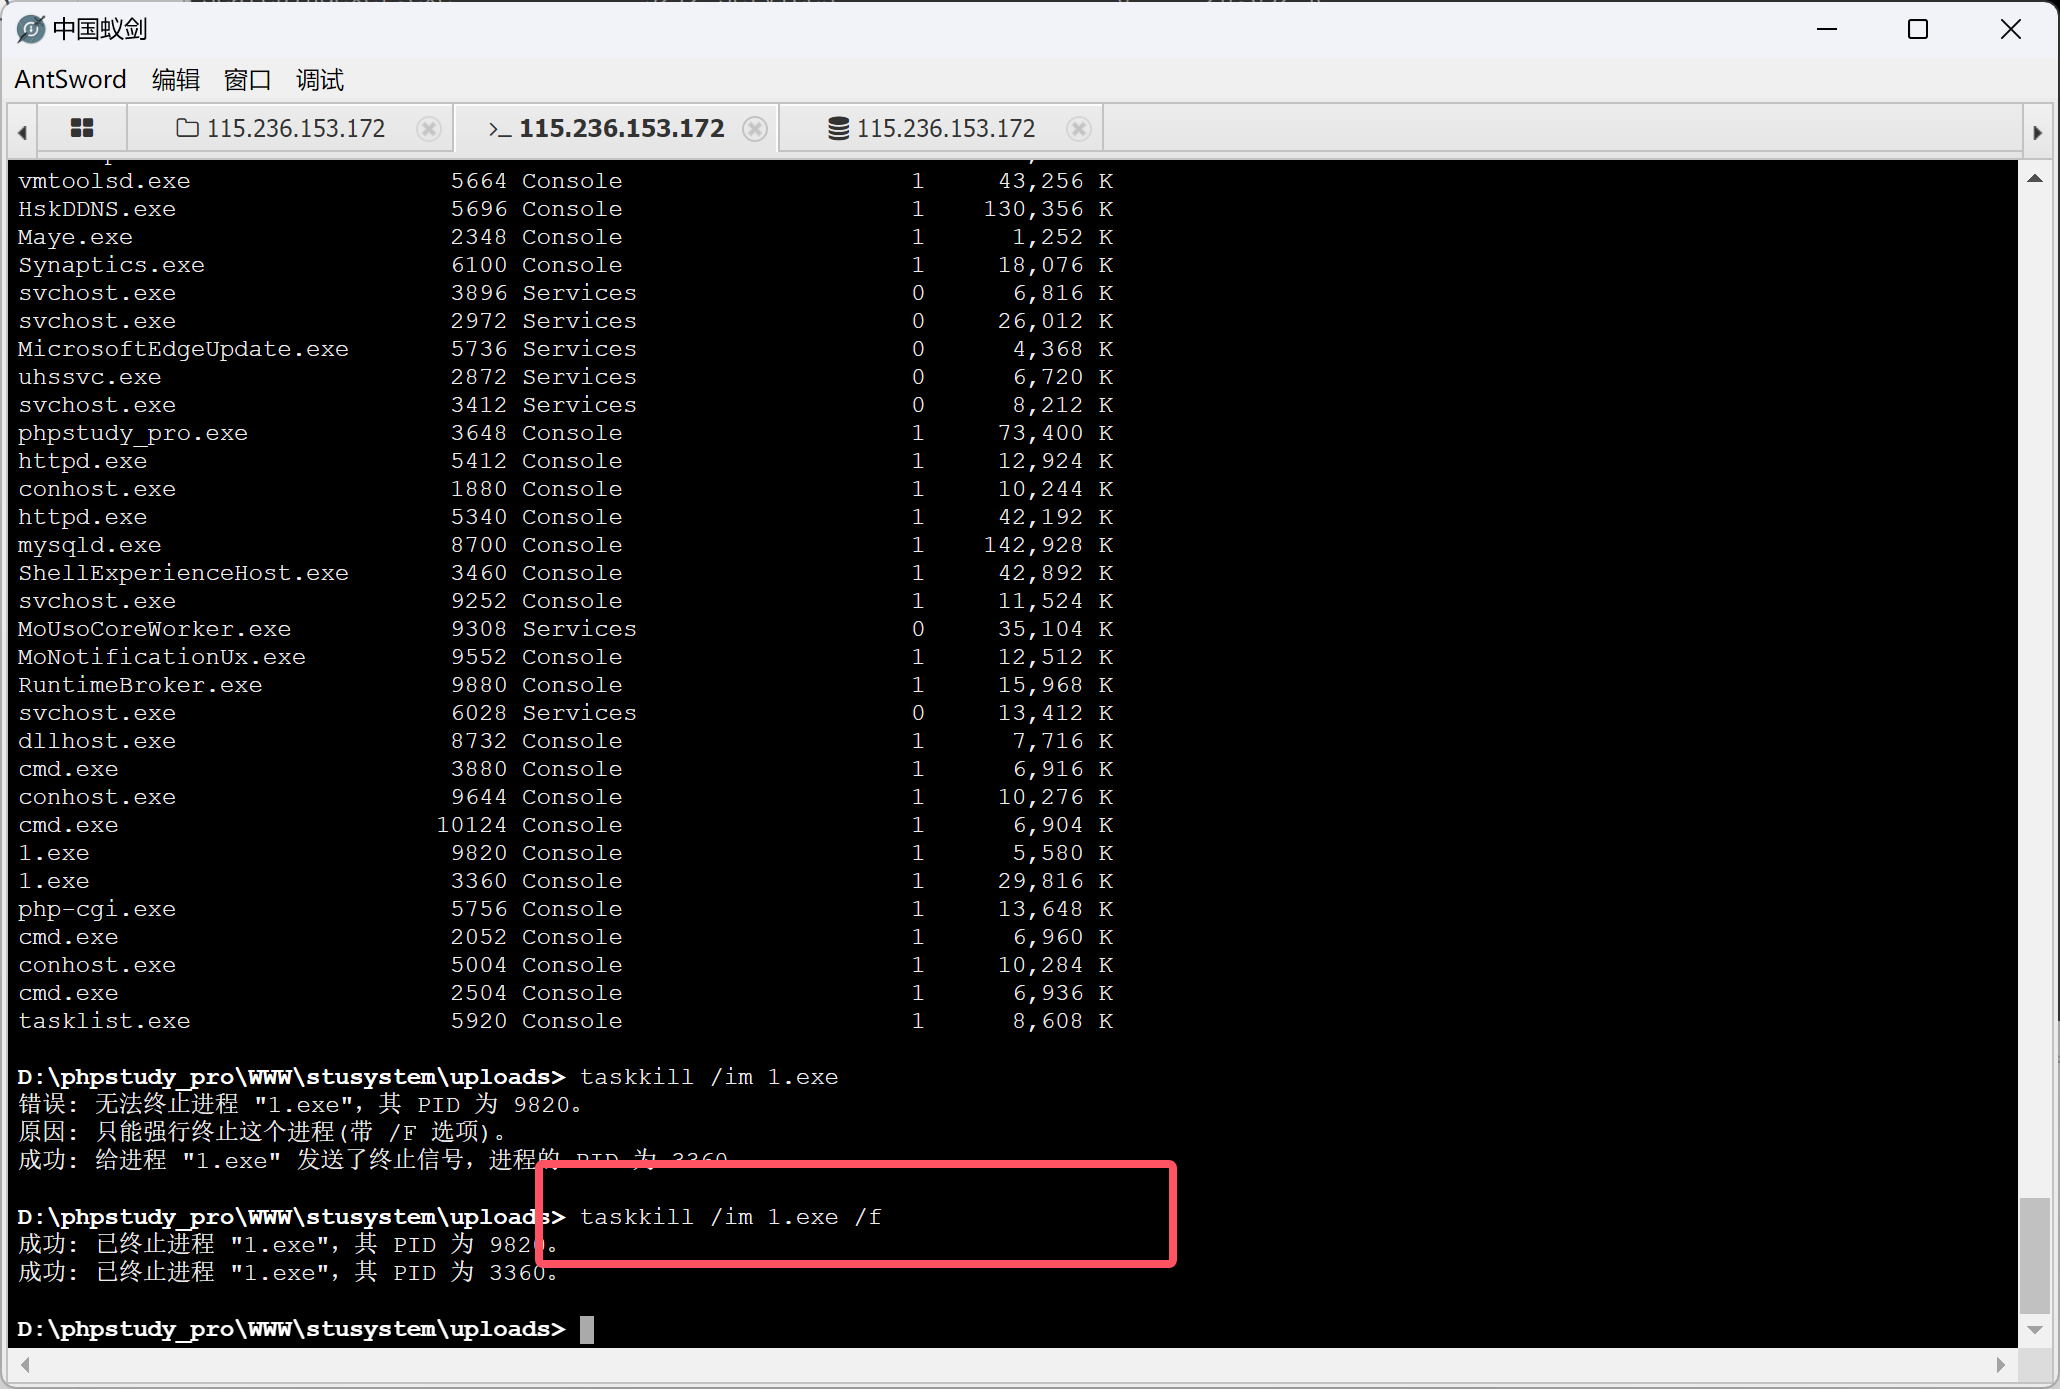 中国蚁剑
AntSword 编辑 窗口 调试
115.236.153.172 >_ 115.236.153.172 115.236.153.172
vmtoolsd.exe 5664 Console 1 43,256 K
HskDDNS.exe 5696 Console 1 130,356 K
Maye.exe 2348 Console 1 1,252 K
Synaptics.exe 6100 Console 1 18,076 K
svchost.exe 3896 Services 0 6,816 K
svchost.exe 2972 Services 0 26,012 K
MicrosoftEdgeUpdate.exe 5736 Services 0 4,368 K
uhssvc.exe 2872 Services 0 6,720 K
svchost.exe 3412 Services 0 8,212 K
phpstudy_pro.exe 3648 Console 1 73,400 K
httpd.exe 5412 Console 1 12,924 K
conhost.exe 1880 Console 1 10,244 K
httpd.exe 5340 Console 1 42,192 K
mysqld.exe 8700 Console 1 142,928 K
ShellExperienceHost.exe 3460 Console 1 42,892 K
svchost.exe 9252 Console 1 11,524 K
MoUsoCoreWorker.exe 9308 Services 0 35,104 K
MoNotificationUx.exe 9552 Console 1 12,512 K
RuntimeBroker.exe 9880 Console 1 15,968 K
svchost.exe 6028 Services 0 13,412 K
dllhost.exe 8732 Console 1 7,716 K
cmd.exe 3880 Console 1 6,916 K
conhost.exe 9644 Console 1 10,276 K
cmd.exe 10124 Console 1 6,904 K
1.exe 9820 Console 1 5,580 K
1.exe 3360 Console 1 29,816 K
php-cgi.exe 5756 Console 1 13,648 K
cmd.exe 2052 Console 1 6,960 K
conhost.exe 5004 Console 1 10,284 K
cmd.exe 2504 Console 1 6,936 K
tasklist.exe 5920 Console 1 8,608 K
D:\phpstudy_pro\WWW\stusystem\uploads> taskkill /im 1.exe
错误: 无法终止进程 "1.exe"，其 PID 为 9820。
原因: 只能强行终止这个进程(带 /F 选项)。
成功: 给进程 "1.exe" 发送了终止信号，进程的 PID 为 3360
D:\phpstudy_pro\WWW\stusystem\uploads> taskkill /im 1.exe /f
成功: 已终止进程 "1.exe"，其 PID 为 9820。
成功: 已终止进程 "1.exe"，其 PID 为 3360。
D:\phpstudy_pro\WWW\stusystem\uploads>